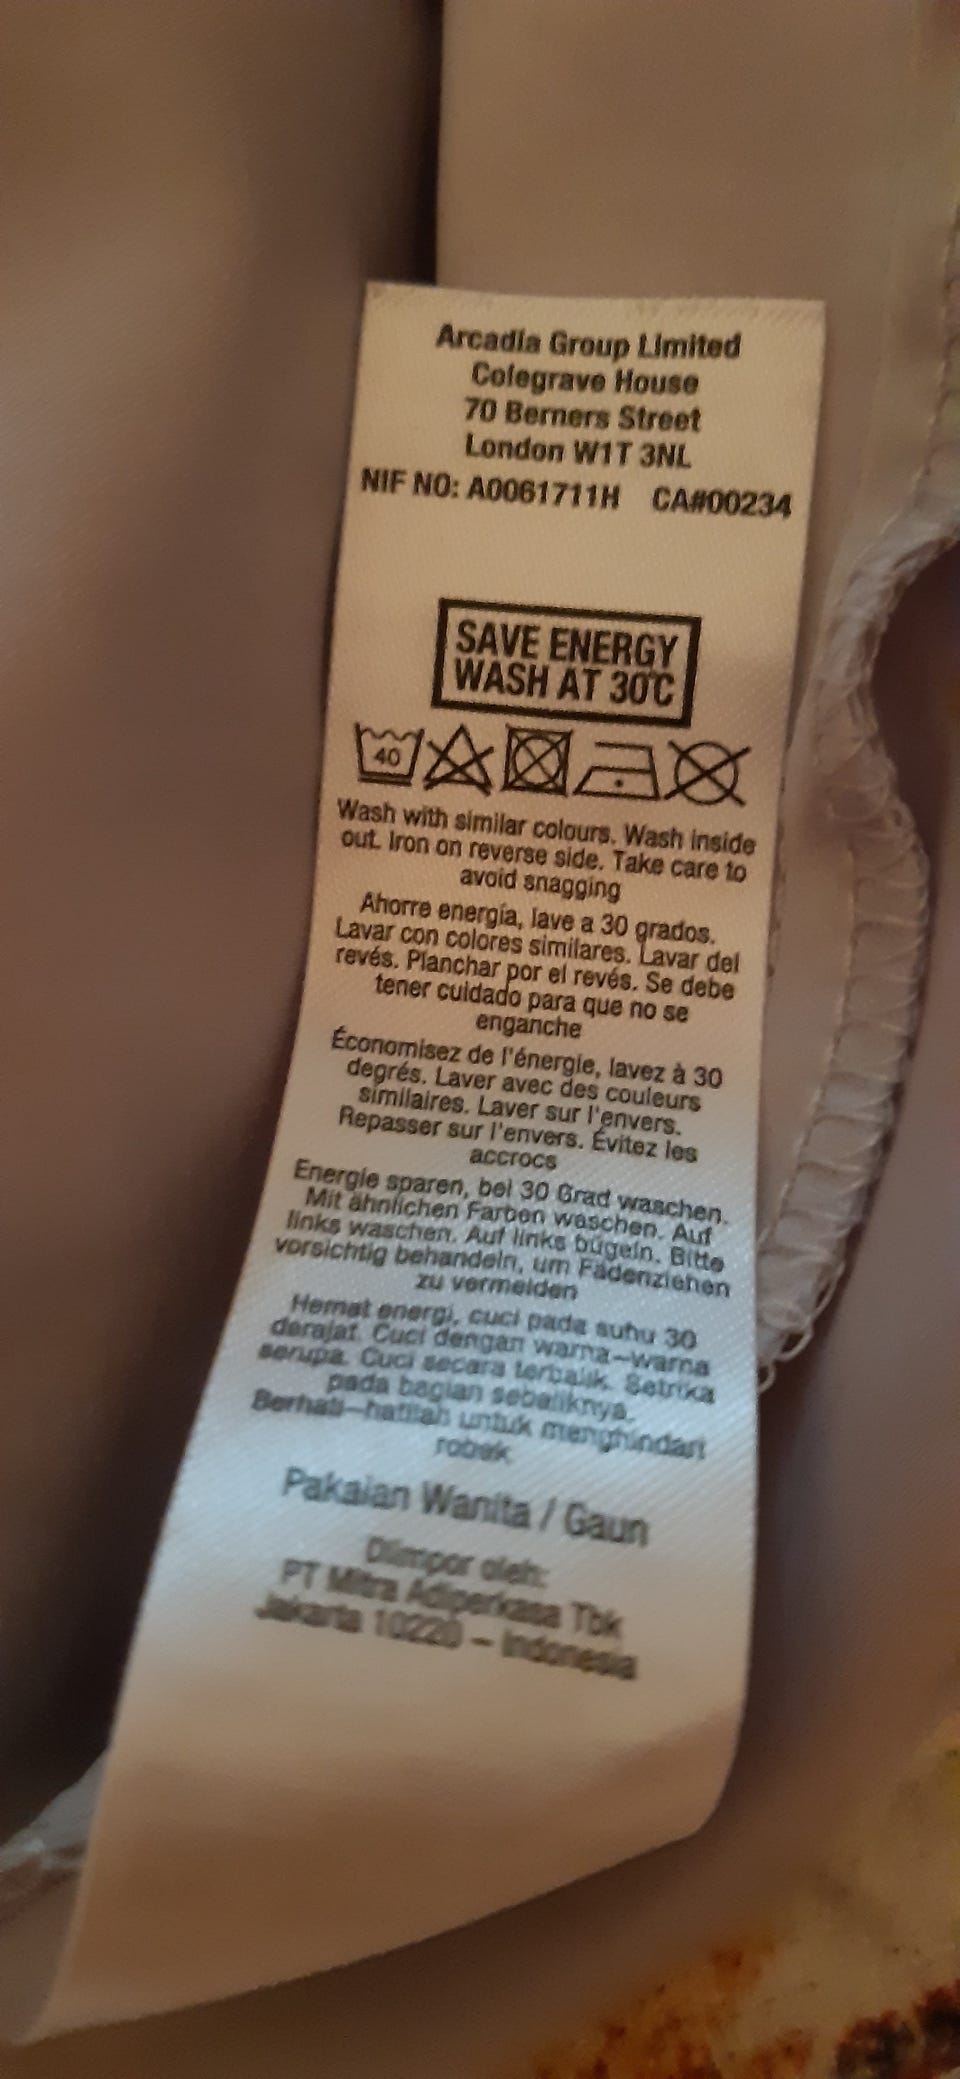 Arcadia Group Limited
Colegrave House
70 Berners Street
London W1T 3NL
NIF NO: A0061711H CA#00234
SAVE ENERGY
WASH AT 30°C
40
Wash with similar colours. Wash inside
out. Iron on reverse side. Take care to
avoid snagging
Ahorre energía, lave a 30 grados.
Lavar con colores similares. Lavar del
revés. Planchar por el revés. Se debe
tener cuidado para que no se
enganche
Économisez de l'énergie, lavez à 30
degrés. Laver avec des couleurs
similaires. Laver sur l'envers.
Repasser sur l'envers. Évitez les
accrocs
Energie sparen, bei 30 Grad waschen.
Mit ähnlichen Farben waschen. Auf
links waschen. Auf links bügeln. Bitte
vorsichtig behandeln, um Fadenziehen
zu vermeiden
Hemat energi, cuci pada suhu 30
derajat. Cuci dengan warna-warna
serupa. Cuci secara terbalik. Setrika
pada bagian sebaliknya.
Berhati-hatilah untuk menghindari
robek
Pakaian Wanita / Gaun
Diimpor oleh:
PT Mitra Adiperkasa Tbk
Jakarta 10220 - Indonesia